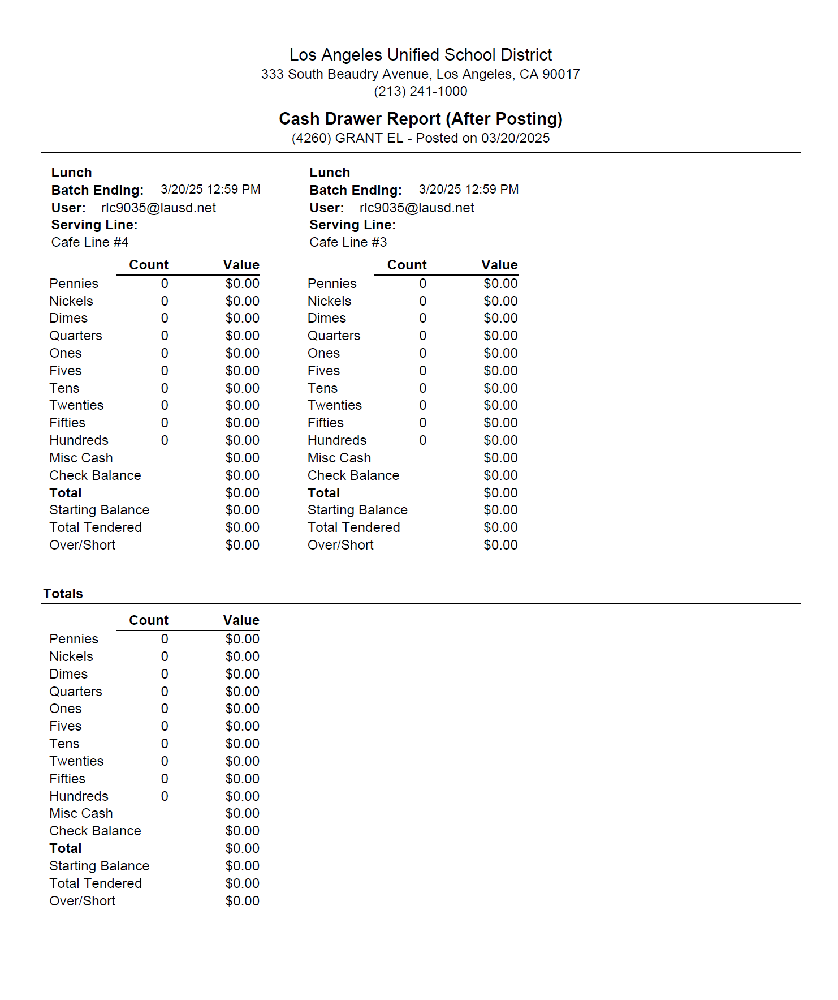 Los Angeles Unified School District
333 South Beaudry Avenue, Los Angeles, CA 90017
(213) 241-1000
Cash Drawer Report (After Posting)
(4260) GRANT EL - Posted on 03/20/2025
Lunch
Batch Ending: 3/20/25 12:59 PM
User: rlc9035@lausd.net
Serving Line:
Cafe Line #4
Count Value
Pennies 0 $0.00
Nickels 0 $0.00
Dimes 0 $0.00
Quarters 0 $0.00
Ones 0 $0.00
Fives 0 $0.00
Tens 0 $0.00
Twenties 0 $0.00
Fifties 0 $0.00
Hundreds 0 $0.00
Misc Cash $0.00
Check Balance $0.00
Total $0.00
Starting Balance $0.00
Total Tendered $0.00
Over/Short $0.00
Lunch
Batch Ending: 3/20/25 12:59 PM
User: rlc9035@lausd.net
Serving Line:
Cafe Line #3
Count Value
Pennies 0 $0.00
Nickels 0 $0.00
Dimes 0 $0.00
Quarters 0 $0.00
Ones 0 $0.00
Fives 0 $0.00
Tens 0 $0.00
Twenties 0 $0.00
Fifties 0 $0.00
Hundreds 0 $0.00
Misc Cash $0.00
Check Balance $0.00
Total $0.00
Starting Balance $0.00
Total Tendered $0.00
Over/Short $0.00
Totals
Count Value
Pennies 0 $0.00
Nickels 0 $0.00
Dimes 0 $0.00
Quarters 0 $0.00
Ones 0 $0.00
Fives 0 $0.00
Tens 0 $0.00
Twenties 0 $0.00
Fifties 0 $0.00
Hundreds 0 $0.00
Misc Cash $0.00
Check Balance $0.00
Total $0.00
Starting Balance $0.00
Total Tendered $0.00
Over/Short $0.00